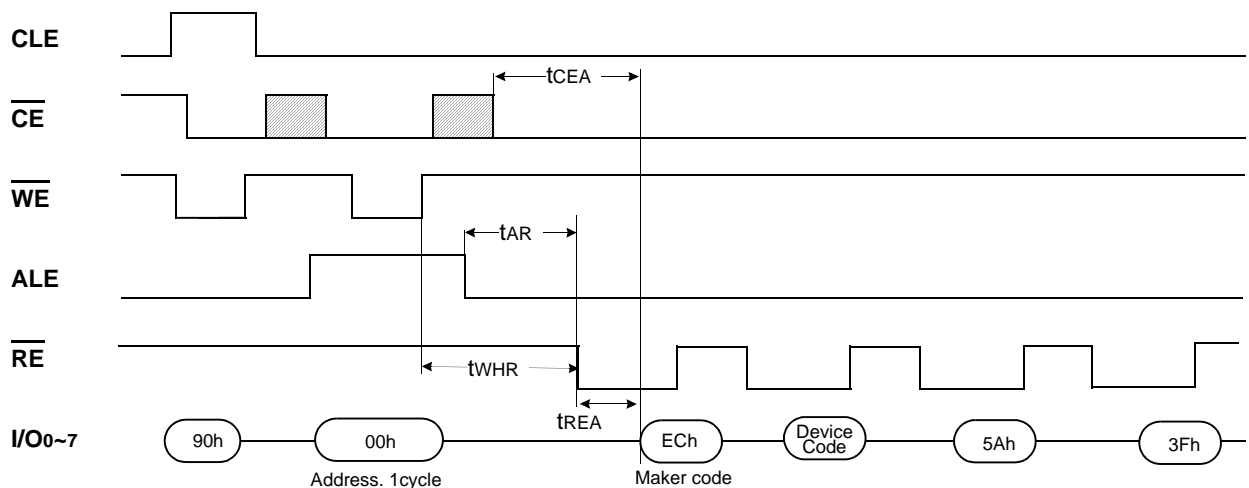 CLE
tCEA
CE
WE
tAR
ALE
RE
tWHR
tREA
I/O0~7
90h
00h
ECh
Device
Code
5Ah
3Fh
Address. 1cycle
Maker code